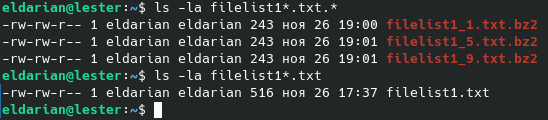 eldarian@lester:~$ ls -la filelist1*.txt.*
-rw-rw-r-- 1 eldarian eldarian 243 ноя 26 19:00 filelist1_1.txt.bz2
-rw-rw-r-- 1 eldarian eldarian 243 ноя 26 19:01 filelist1_5.txt.bz2
-rw-rw-r-- 1 eldarian eldarian 243 ноя 26 19:01 filelist1_9.txt.bz2
eldarian@lester:~$ ls -la filelist1*.txt
-rw-rw-r-- 1 eldarian eldarian 516 ноя 26 17:37 filelist1.txt
eldarian@lester:~$